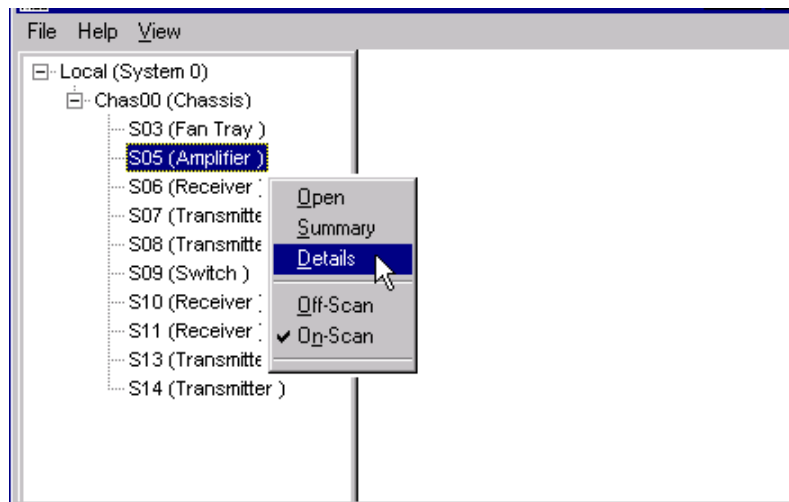 File Help View
Local (System 0)
Chas00 (Chassis)
S03 (Fan Tray )
S05 (Amplifier )
S06 (Receiver
S07 (Transmitte
S08 (Transmitte
S09 (Switch )
S10 (Receiver
S11 (Receiver
S13 (Transmitte
S14 (Transmitter )
Open
Summary
Details
Off-Scan
On-Scan